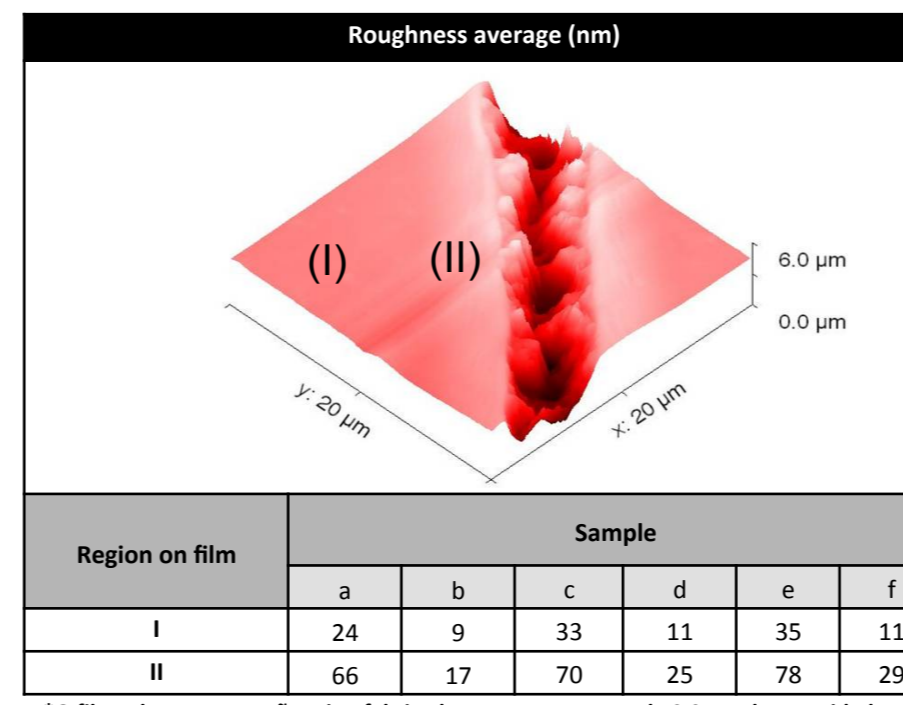 Roughness average (nm)
(I)
(II)
6.0 µm
0.0 µm
y: 20 µm
x: 20 µm
Region on film
Sample
a b c d e f
I 24 9 33 11 35 11
II 66 17 70 25 78 29